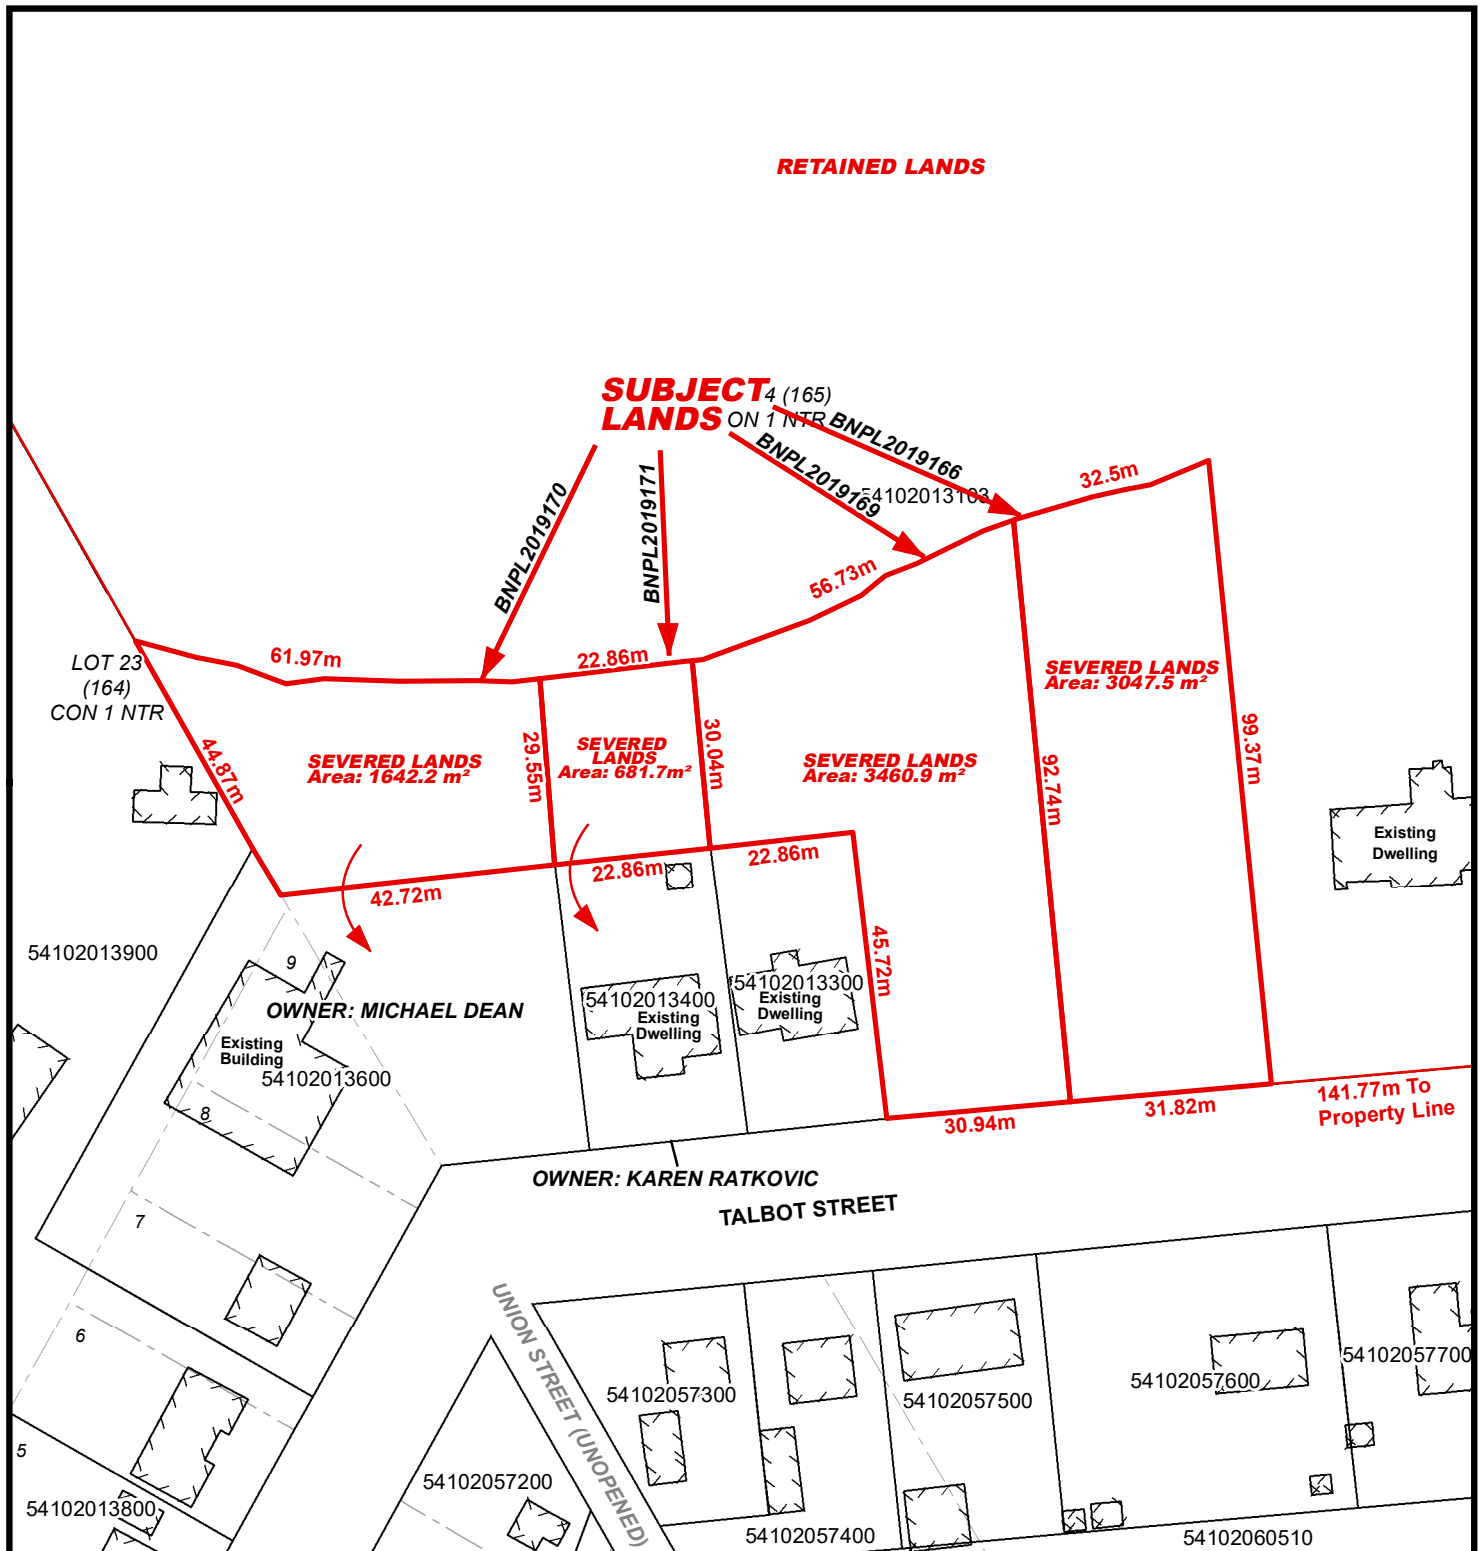 RETAINED LANDS
SUBJECT
LANDS
4 (165)
ON 1 NTR
BNPL2019166
BNPL2019169
BNPL2019171
BNPL2019170
54102013103
32.5m
56.73m
22.86m
61.97m
LOT 23
(164)
CON 1 NTR
44.87m
SEVERED LANDS
Area: 1642.2 m²
29.55m
SEVERED
LANDS
Area: 681.7m²
30.04m
SEVERED LANDS
Area: 3460.9 m²
92.74m
SEVERED LANDS
Area: 3047.5 m²
99.37m
Existing
Dwelling
42.72m
22.86m
22.86m
45.72m
54102013900
9
OWNER: MICHAEL DEAN
Existing
Building
54102013600
8
54102013400
Existing
Dwelling
54102013300
Existing
Dwelling
30.94m
31.82m
141.77m To
Property Line
OWNER: KAREN RATKOVIC
TALBOT STREET
7
6
5
UNION STREET (UNOPENED)
54102057300
54102057500
54102057600
54102057700
54102057200
54102013800
54102057400
54102060510